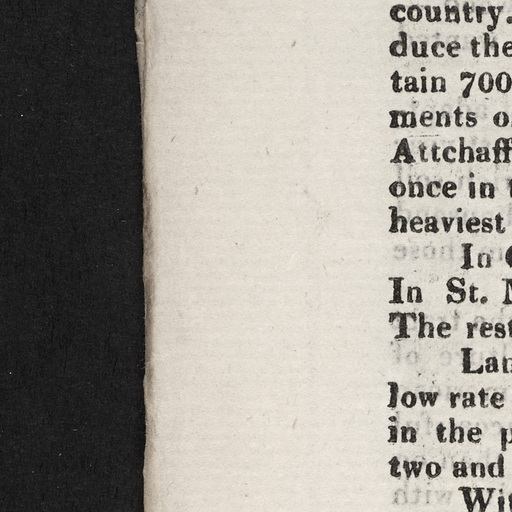 country.
duce the
tain 700
ments o
Attchaff
once in
heaviest
In
In St.
The rest
Lan
low rate
in the p
two and
Wit